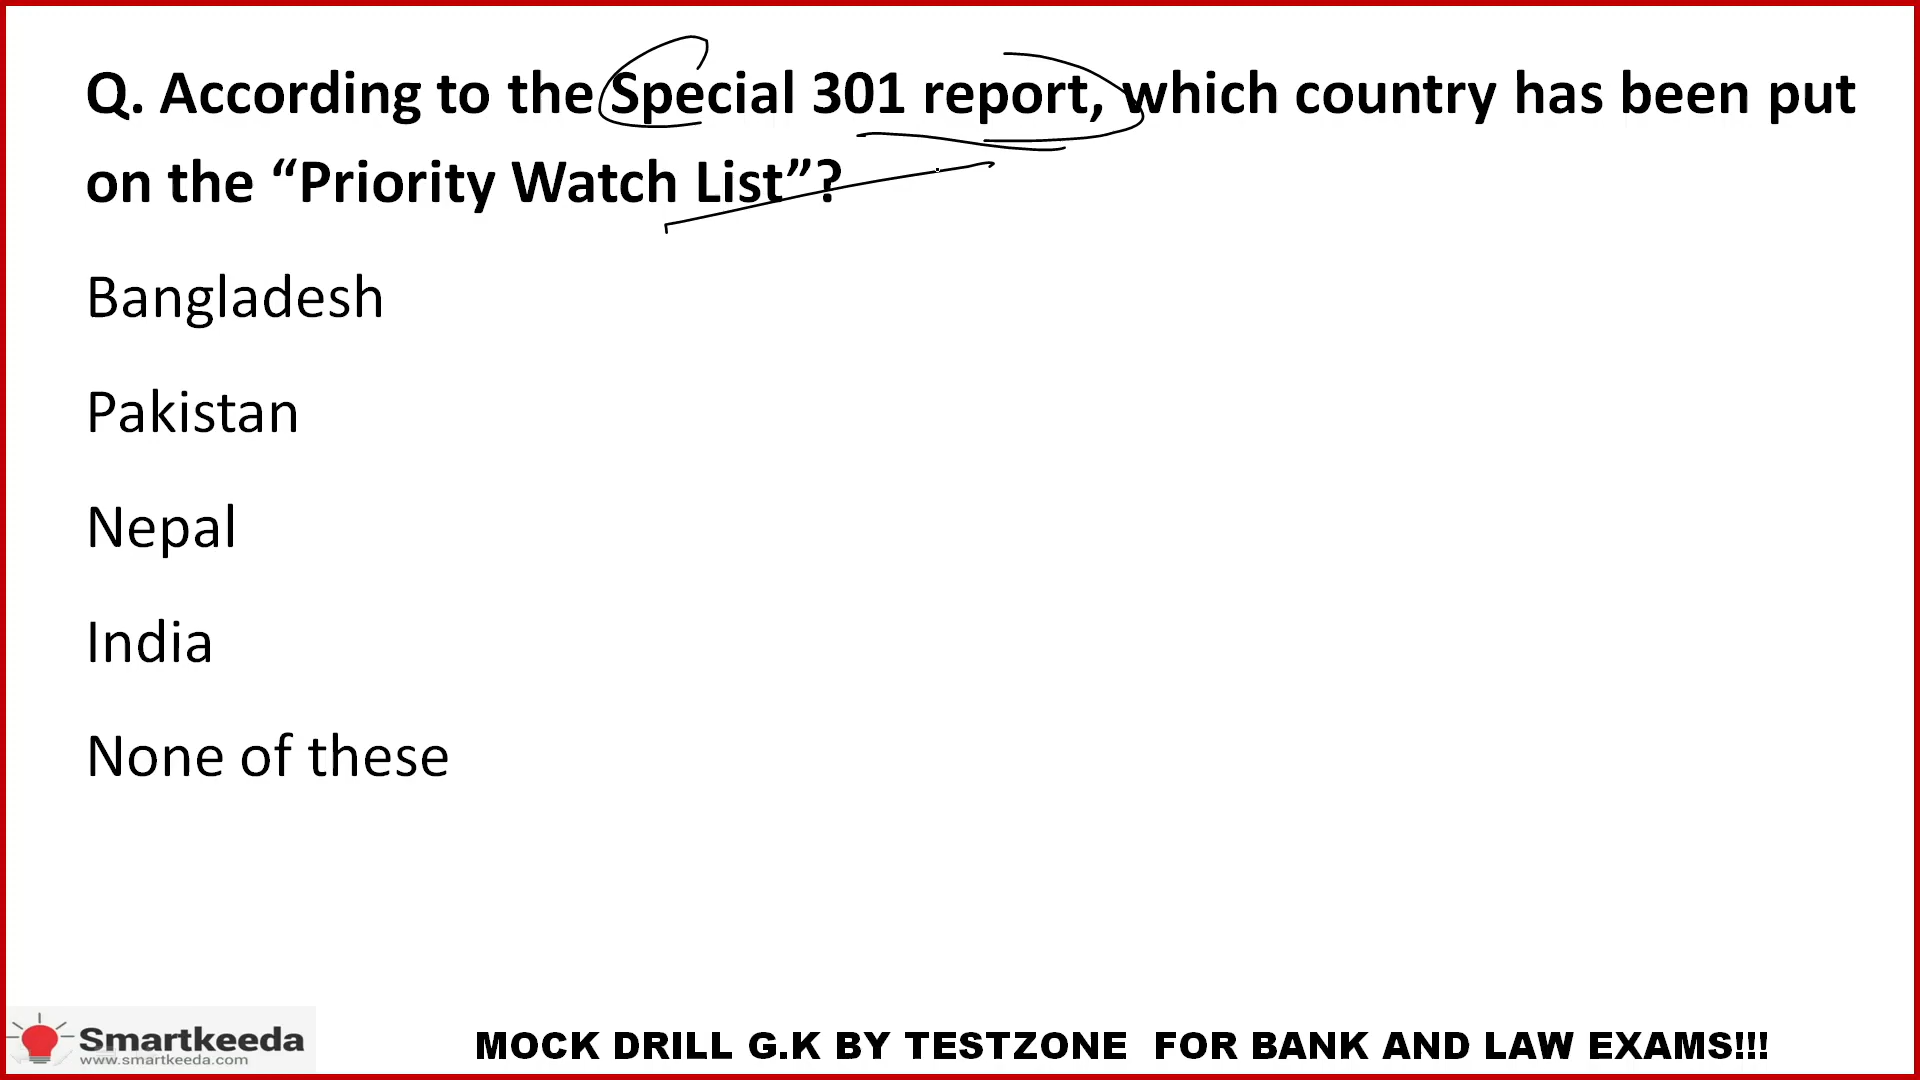 Q. According to the Special 301 report, which country has been put
on the “Priority Watch List”?
Bangladesh
Pakistan
Nepal
India
None of these
Smartkeeda
www.smartkeeda.com
MOCK DRILL G.K BY TESTZONE FOR BANK AND LAW EXAMS!!!